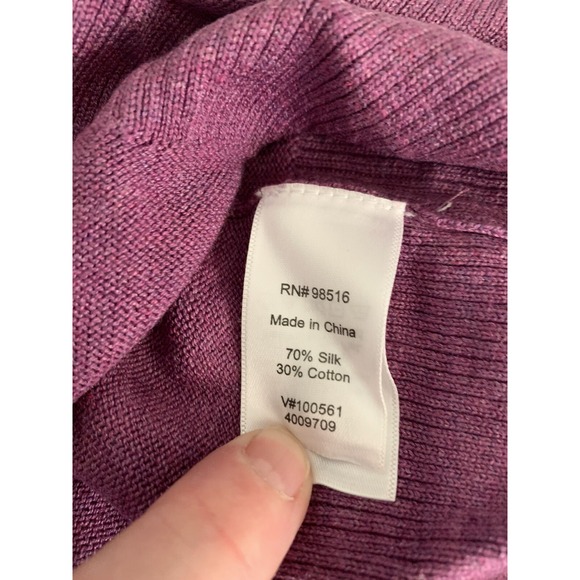 RN# 98516
Made in China
70% Silk
30% Cotton
V#100561
4009709